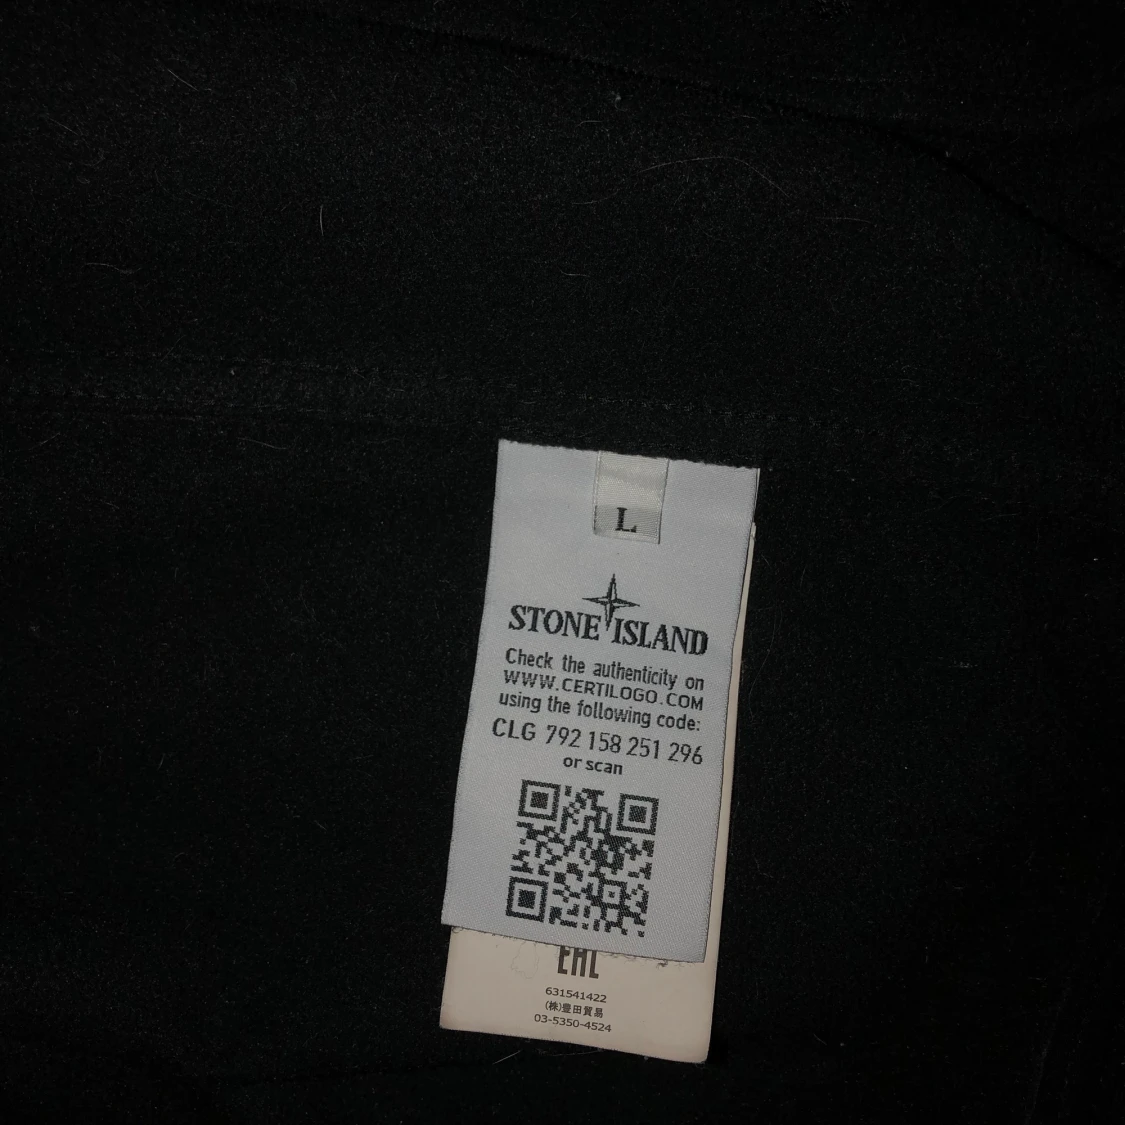 L
STONE ISLAND
Check the authenticity on
WWW.CERTILOGO.COM
using the following code:
CLG 792 158 251 296
or scan
EAC
631541422
(株)豊田貿易
03-5350-4524